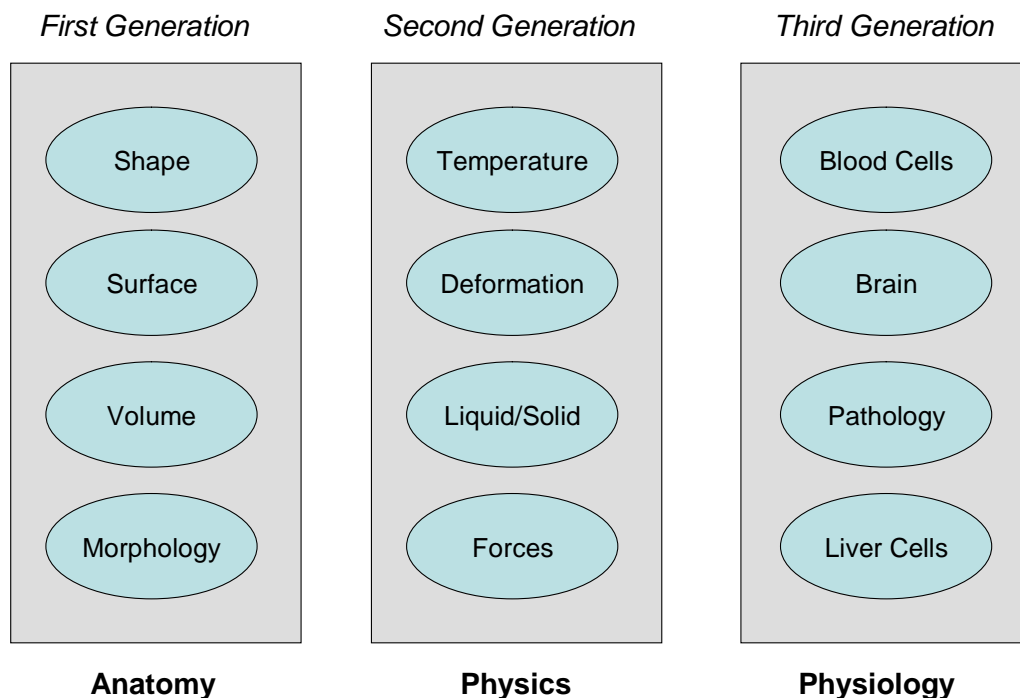 First Generation
Second Generation
Third Generation
Shape
Temperature
Blood Cells
Surface
Deformation
Brain
Volume
Liquid/Solid
Pathology
Morphology
Forces
Liver Cells
Anatomy
Physics
Physiology